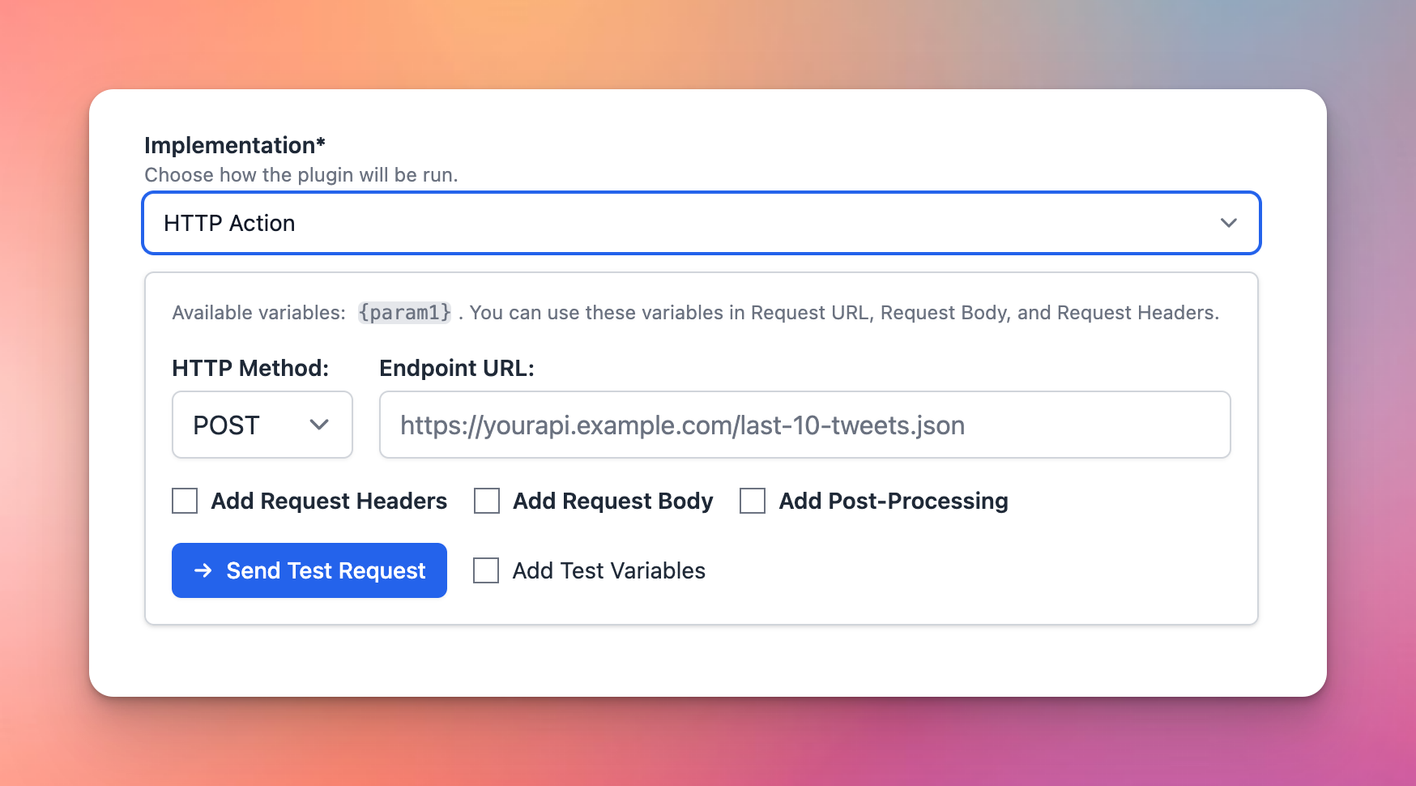 Implementation*
Choose how the plugin will be run.
HTTP Action
Available variables: {param1} . You can use these variables in Request URL, Request Body, and Request Headers.
HTTP Method: Endpoint URL:
POST https://yourapi.example.com/last-10-tweets.json
Add Request Headers Add Request Body Add Post-Processing
→ Send Test Request Add Test Variables